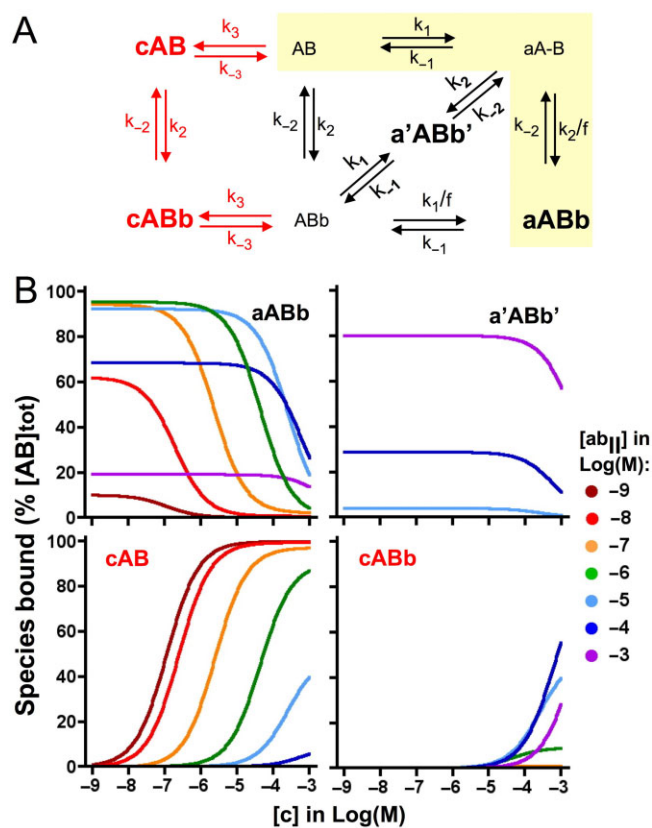 A
cAB
k3
k–3
AB
k1
k–1
aA-B
k–2
k2
k–2
k2
k2
k–2
a'ABb'
k–2
k2/f
k1
k–1
cABb
k3
k–3
ABb
k1/f
k–1
aABb
B
Species bound (% [AB]tot)
100
80
60
40
20
0
aABb
a'ABb'
100
80
60
40
20
0
cAB
cABb
–9 –8 –7 –6 –5 –4 –3
–9 –8 –7 –6 –5 –4 –3
[c] in Log(M)
[abII] in
Log(M):
–9
–8
–7
–6
–5
–4
–3